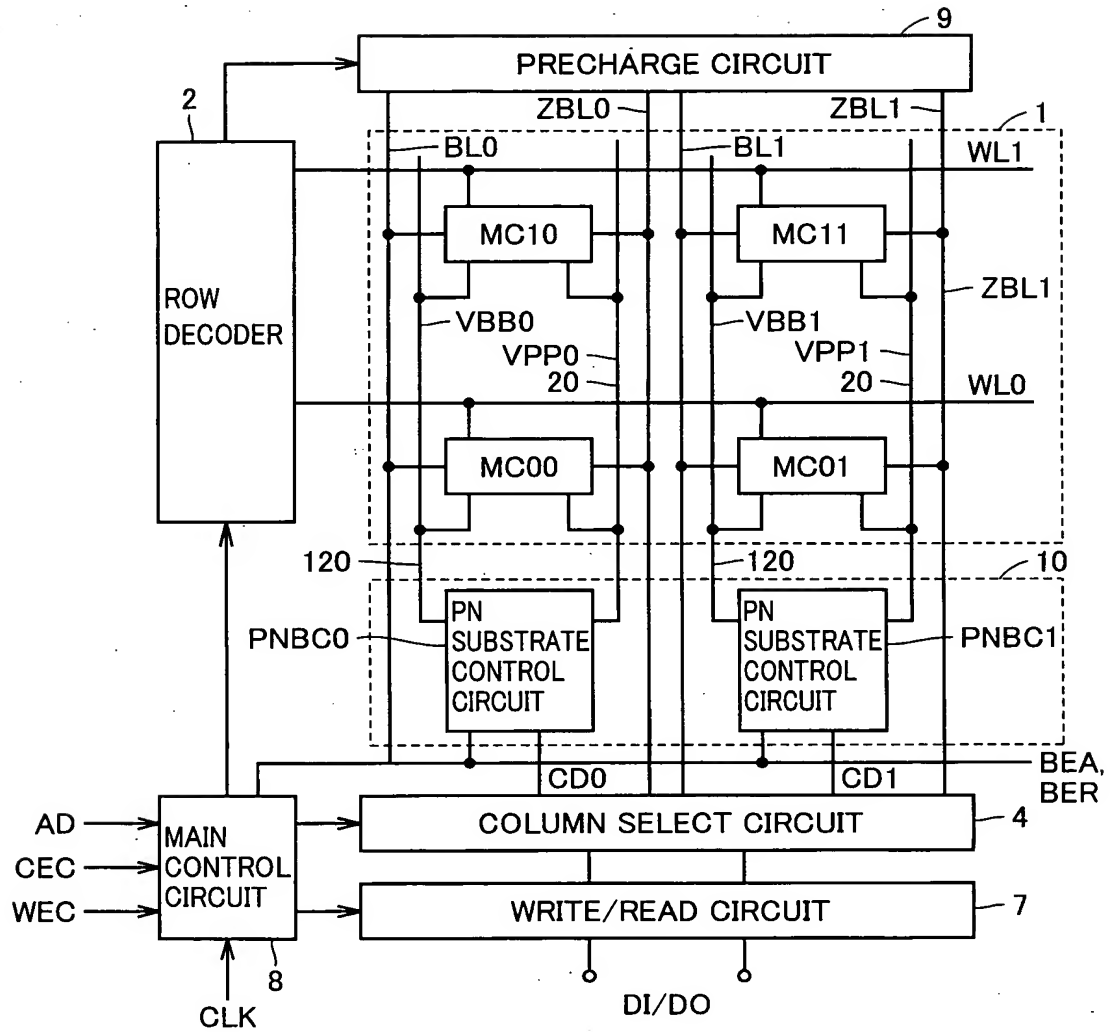 9
PRECHARGE CIRCUIT
2
ZBL0
ZBL1
1
BL0
BL1
WL1
MC10
MC11
ROW
DECODER
ZBL1
VBB0
VBB1
VPP0
VPP1
20
20
WL0
MC00
MC01
120
120
10
PNBC0
PN
SUBSTRATE
CONTROL
CIRCUIT
PN
SUBSTRATE
CONTROL
CIRCUIT
PNBC1
CD0
CD1
BEA,
BER
AD
CEC
WEC
MAIN
CONTROL
CIRCUIT
COLUMN SELECT CIRCUIT
4
WRITE/READ CIRCUIT
7
8
CLK
DI/DO